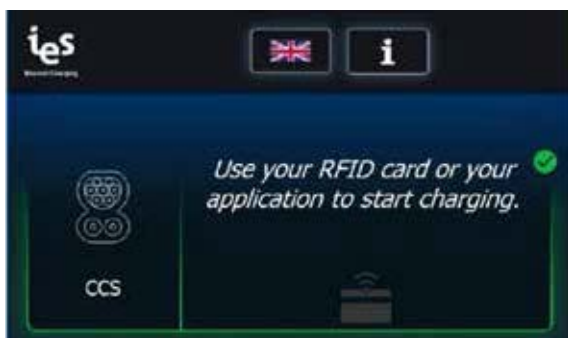 ies
i
Use your RFID card or your
application to start charging.
CCS